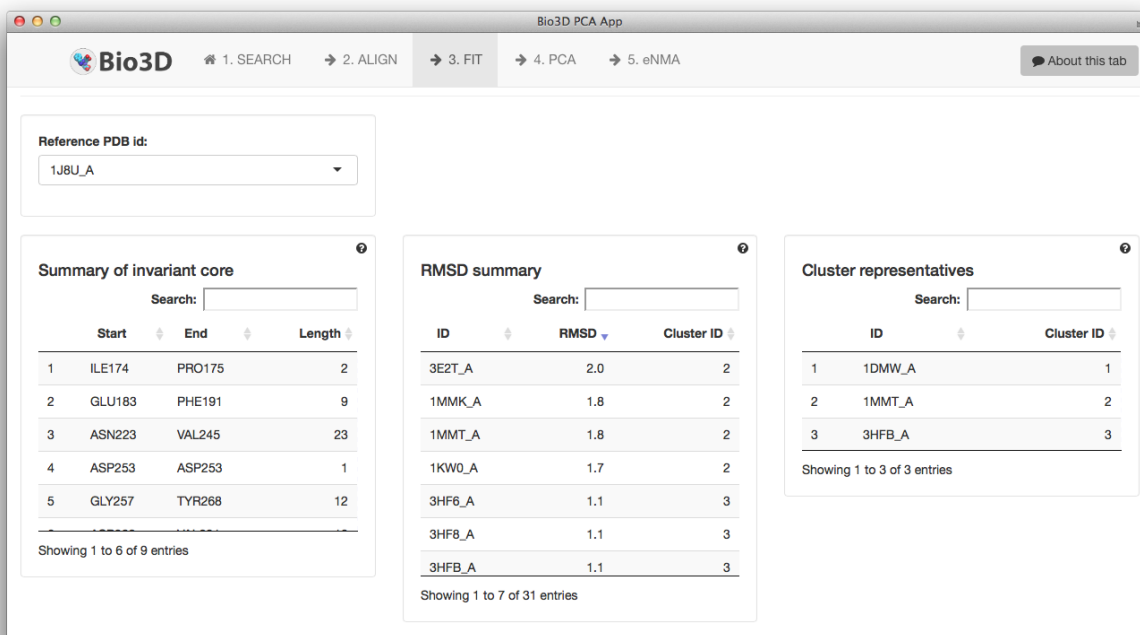 Bio3D PCA App
Bio3D 1. SEARCH 2. ALIGN 3. FIT 4. PCA 5. eNMA About this tab
Reference PDB id:
1J8U_A
Summary of invariant core
Search:
Start End Length
1 ILE174 PRO175 2
2 GLU183 PHE191 9
3 ASN223 VAL245 23
4 ASP253 ASP253 1
5 GLY257 TYR268 12
Showing 1 to 6 of 9 entries
RMSD summary
Search:
ID RMSD Cluster ID
3E2T_A 2.0 2
1MMK_A 1.8 2
1MMT_A 1.8 2
1KW0_A 1.7 2
3HF6_A 1.1 3
3HF8_A 1.1 3
3HFB_A 1.1 3
Showing 1 to 7 of 31 entries
Cluster representatives
Search:
ID Cluster ID
1 1DMW_A 1
2 1MMT_A 2
3 3HFB_A 3
Showing 1 to 3 of 3 entries